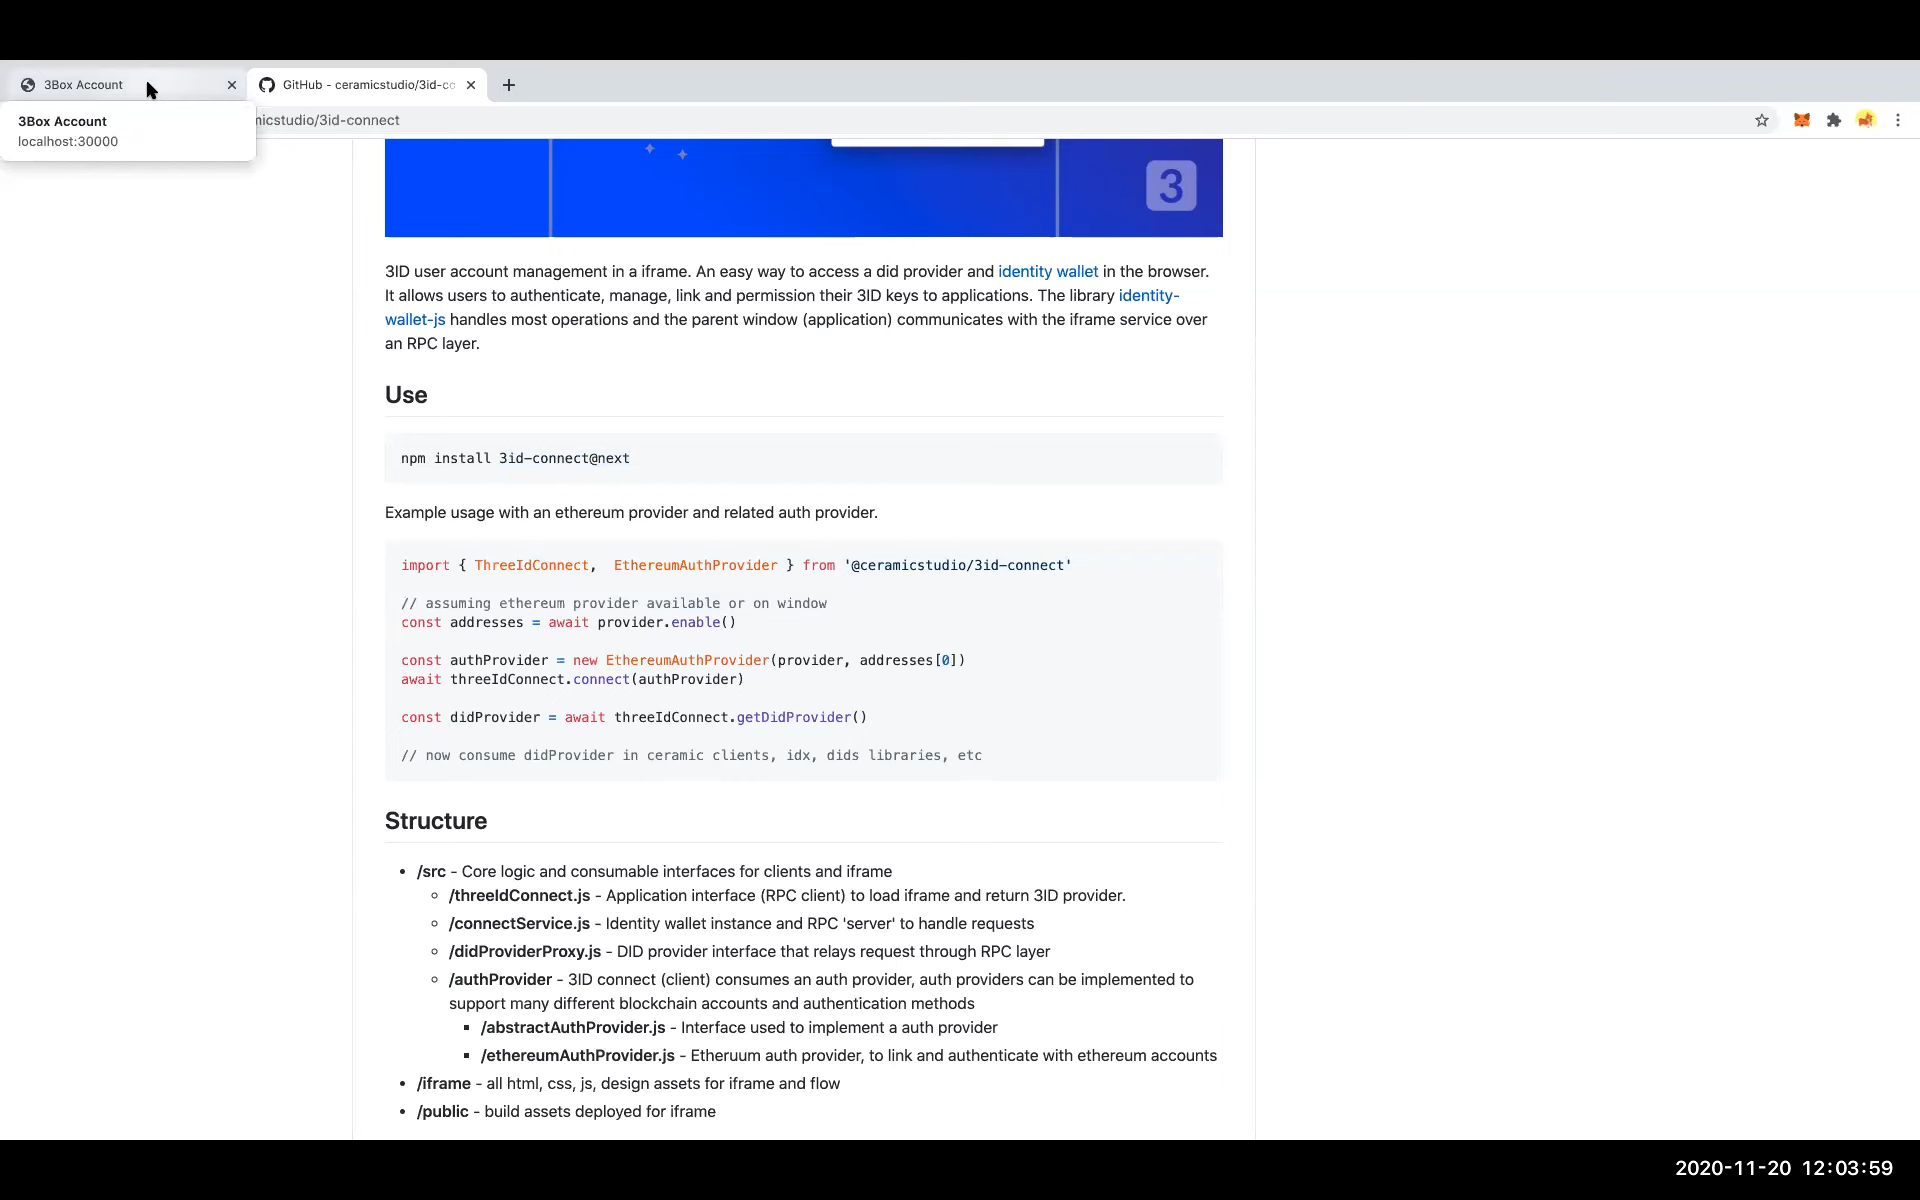 3Box Account
GitHub - ceramicstudio/3id-co
3Box Account
localhost:30000
micstudio/3id-connect
3
3ID user account management in a iframe. An easy way to access a did provider and identity wallet in the browser.
It allows users to authenticate, manage, link and permission their 3ID keys to applications. The library identity-
wallet-js handles most operations and the parent window (application) communicates with the iframe service over
an RPC layer.
Use
npm install 3id-connect@next
Example usage with an ethereum provider and related auth provider.
import { ThreeIdConnect,  EthereumAuthProvider } from '@ceramicstudio/3id-connect'
// assuming ethereum provider available or on window
const addresses = await provider.enable()
const authProvider = new EthereumAuthProvider(provider, addresses[0])
await threeIdConnect.connect(authProvider)
const didProvider = await threeIdConnect.getDidProvider()
// now consume didProvider in ceramic clients, idx, dids libraries, etc
Structure
• /src - Core logic and consumable interfaces for clients and iframe
◦ /threeIdConnect.js - Application interface (RPC client) to load iframe and return 3ID provider.
◦ /connectService.js - Identity wallet instance and RPC 'server' to handle requests
◦ /didProviderProxy.js - DID provider interface that relays request through RPC layer
◦ /authProvider - 3ID connect (client) consumes an auth provider, auth providers can be implemented to
support many different blockchain accounts and authentication methods
▪ /abstractAuthProvider.js - Interface used to implement a auth provider
▪ /ethereumAuthProvider.js - Etheruum auth provider, to link and authenticate with ethereum accounts
• /iframe - all html, css, js, design assets for iframe and flow
• /public - build assets deployed for iframe
2020-11-20 12:03:59